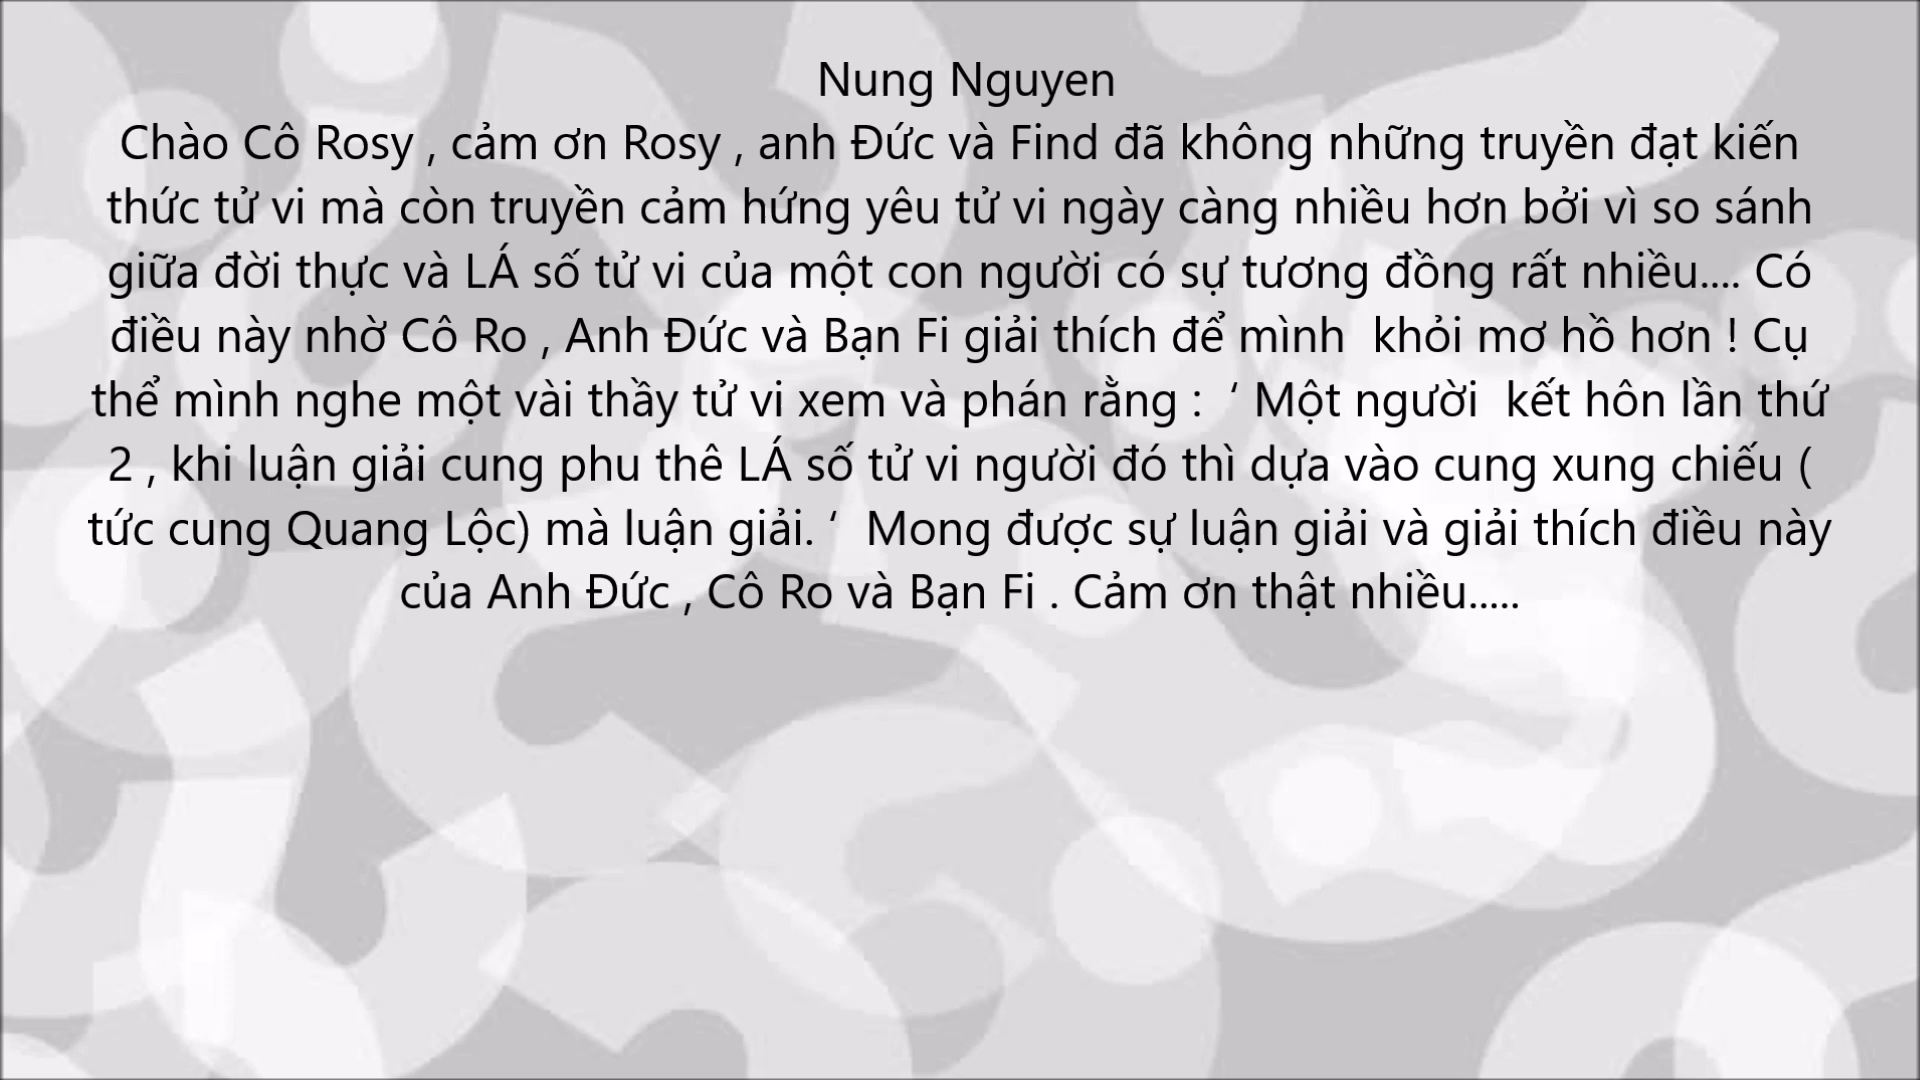 Nung Nguyen
Chào Cô Rosy , cảm ơn Rosy , anh Đức và Find đã không những truyền đạt kiến
thức tử vi mà còn truyền cảm hứng yêu tử vi ngày càng nhiều hơn bởi vì so sánh
giữa đời thực và LÁ số tử vi của một con người có sự tương đồng rất nhiều.... Có
điều này nhờ Cô Ro , Anh Đức và Bạn Fi giải thích để mình  khỏi mơ hồ hơn ! Cụ
thể mình nghe một vài thầy tử vi xem và phán rằng :  ‘ Một người  kết hôn lần thứ
2 , khi luận giải cung phu thê LÁ số tử vi người đó thì dựa vào cung xung chiếu (
tức cung Quang Lộc) mà luận giải. ‘  Mong được sự luận giải và giải thích điều này
của Anh Đức , Cô Ro và Bạn Fi . Cảm ơn thật nhiều.....